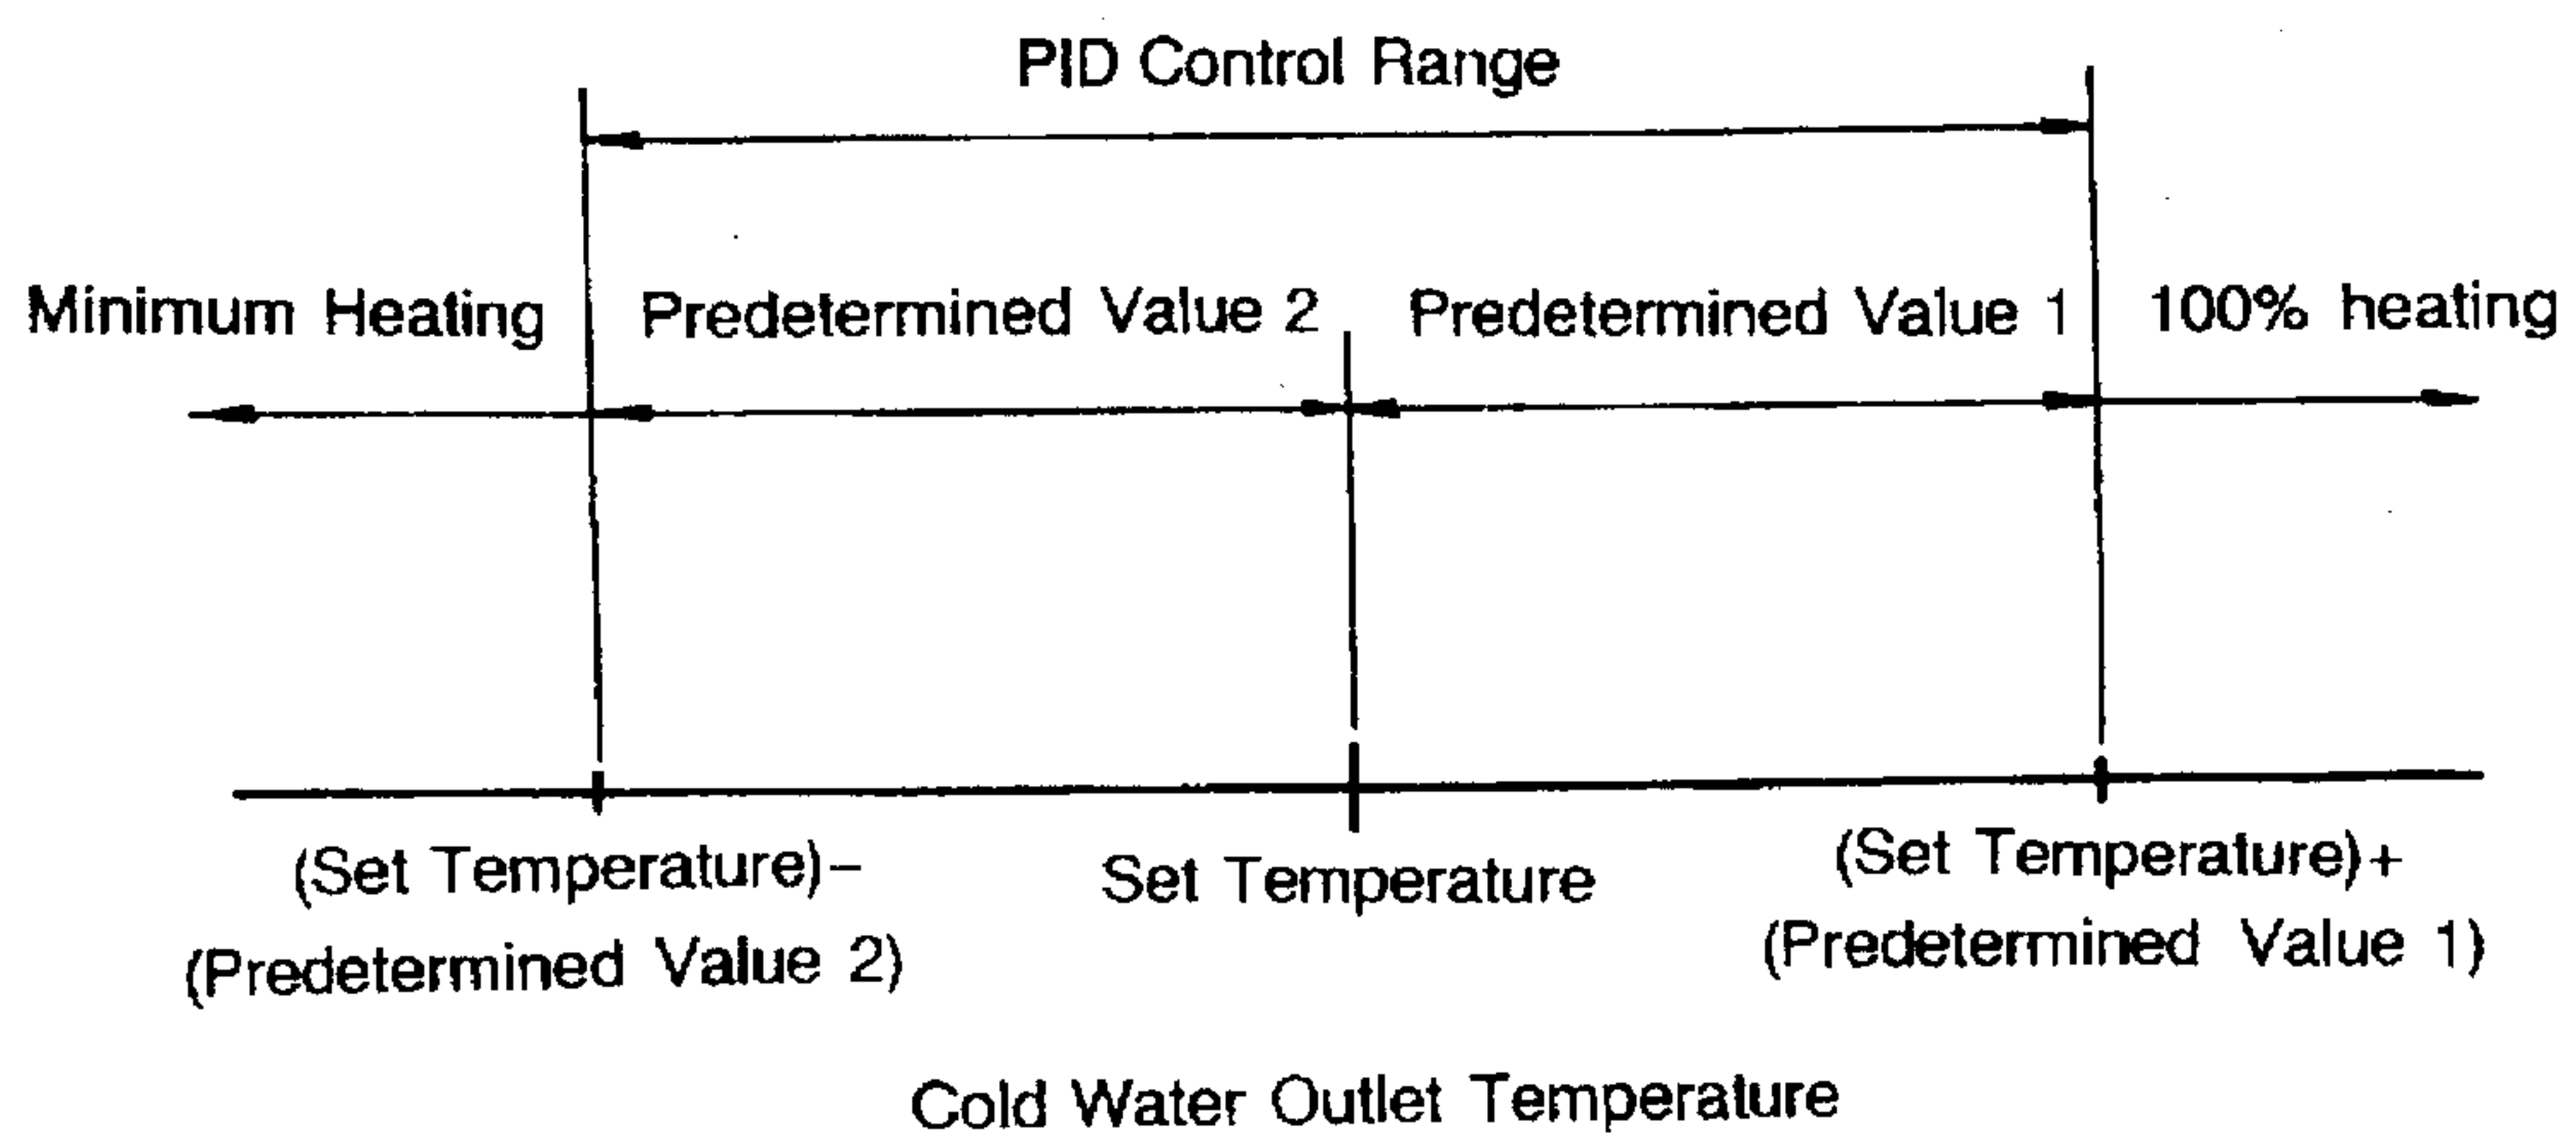 PID Control Range
Minimum Heating
Predetermined Value 2
Predetermined Value 1
100% heating
(Set Temperature)−
(Predetermined Value 2)
Set Temperature
(Set Temperature)+
(Predetermined Value 1)
Cold Water Outlet Temperature